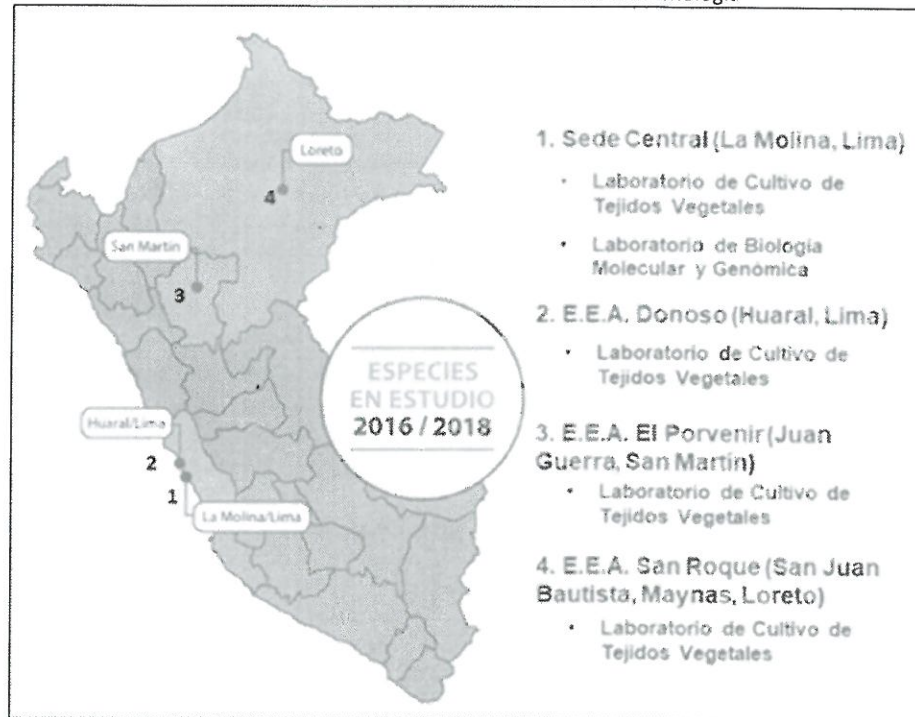 Loreto
4
San Martín
3
ESPECIES
EN ESTUDIO
2016 / 2018
Huaral/Lima
2
1
La Molina/Lima
1. Sede Central (La Molina, Lima)
• Laboratorio de Cultivo de
Tejidos Vegetales
• Laboratorio de Biología
Molecular y Genómica
2. E.E.A. Donoso (Huaral, Lima)
• Laboratorio de Cultivo de
Tejidos Vegetales
3. E.E.A. El Porvenir (Juan
Guerra, San Martín)
• Laboratorio de Cultivo de
Tejidos Vegetales
4. E.E.A. San Roque (San Juan
Bautista, Maynas, Loreto)
• Laboratorio de Cultivo de
Tejidos Vegetales